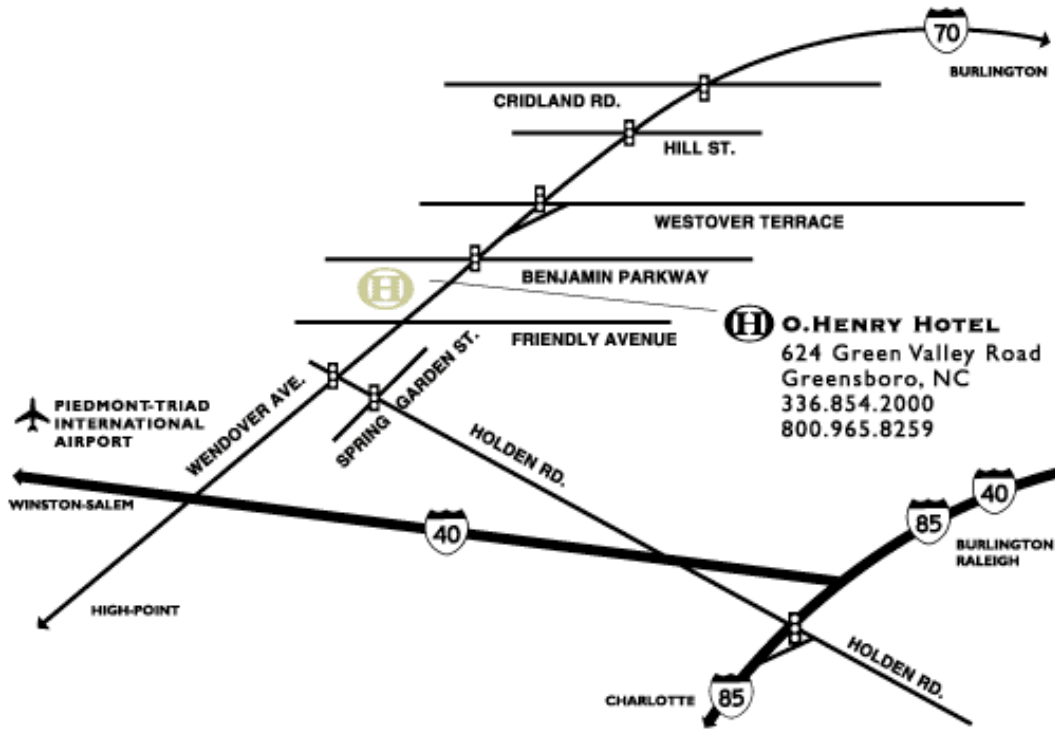 70
BURLINGTON
CRIDLAND RD.
HILL ST.
WESTOVER TERRACE
BENJAMIN PARKWAY
H
FRIENDLY AVENUE
H O.HENRY HOTEL
624 Green Valley Road
Greensboro, NC
336.854.2000
800.965.8259
WENDOVER AVE.
SPRING GARDEN ST.
PIEDMONT-TRIAD
INTERNATIONAL
AIRPORT
HOLDEN RD.
WINSTON-SALEM
40
40
85
BURLINGTON
RALEIGH
HIGH-POINT
HOLDEN RD.
CHARLOTTE
85